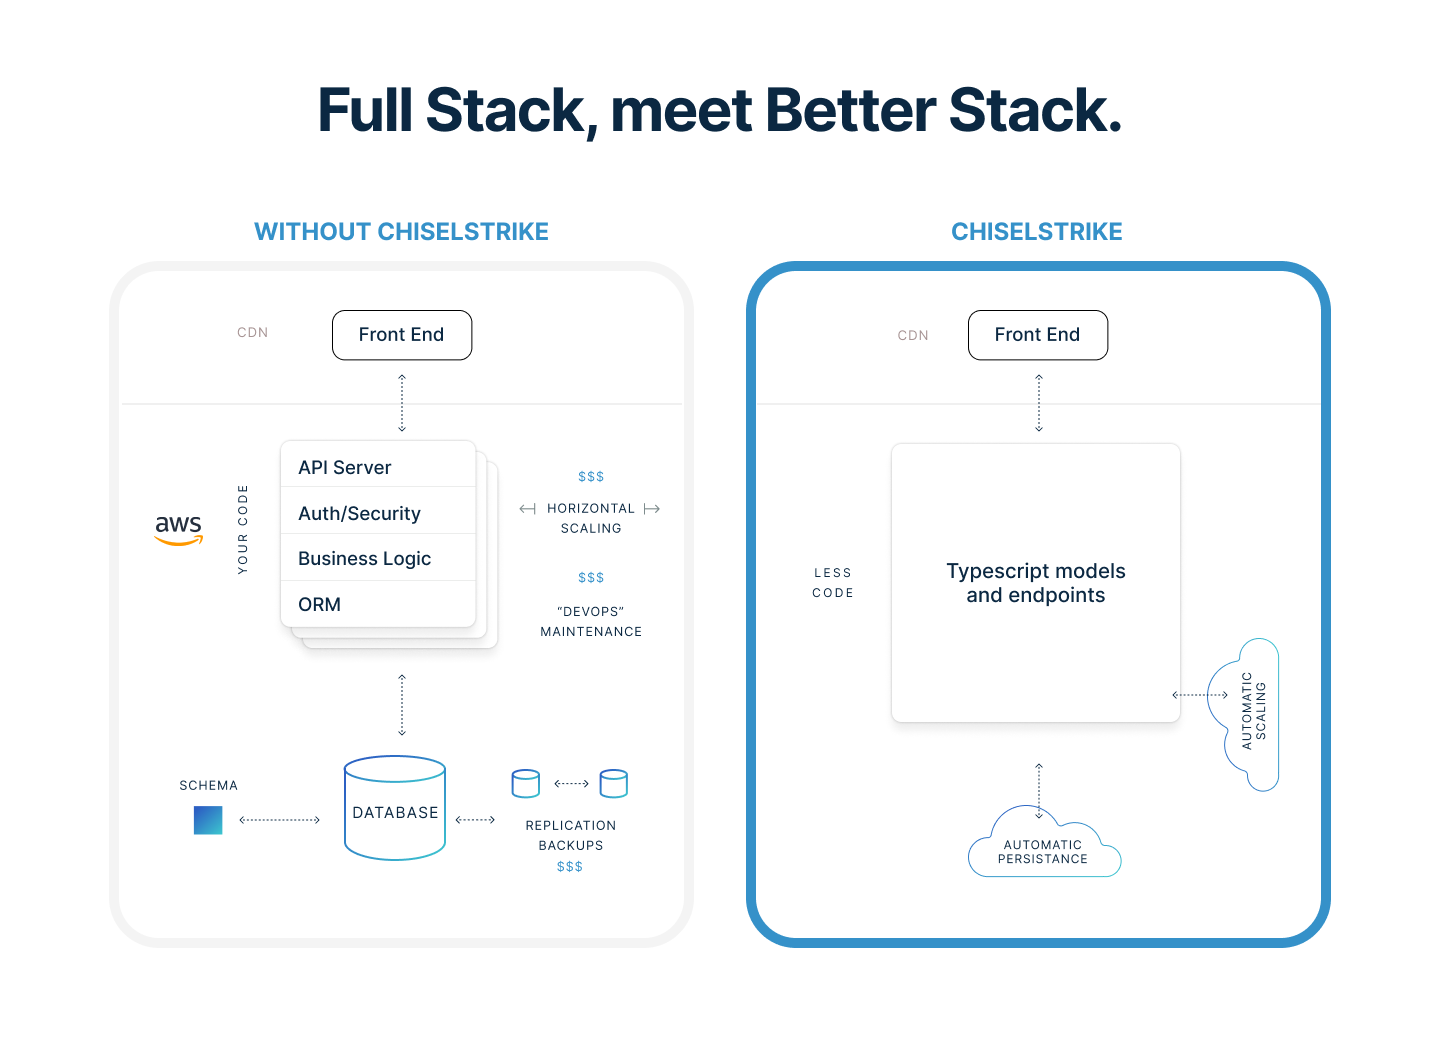 Full Stack, meet Better Stack.
WITHOUT CHISELSTRIKE
CDN
Front End
aws
YOUR CODE
API Server
Auth/Security
Business Logic
ORM
$$$
HORIZONTAL
SCALING
$$$
“DEVOPS”
MAINTENANCE
SCHEMA
DATABASE
REPLICATION
BACKUPS
$$$
CHISELSTRIKE
CDN
Front End
LESS
CODE
Typescript models
and endpoints
AUTOMATIC
SCALING
AUTOMATIC
PERSISTANCE